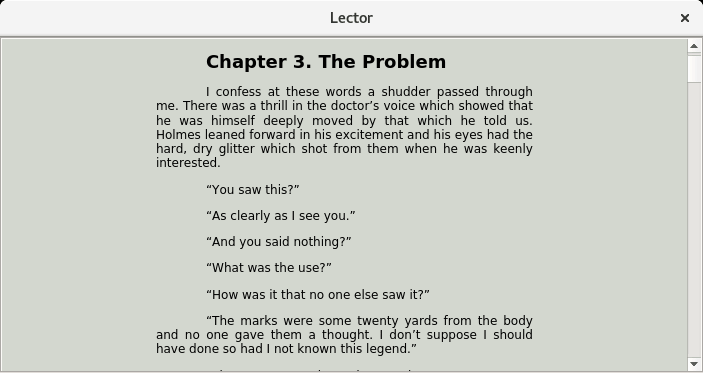 Lector
Chapter 3. The Problem
I confess at these words a shudder passed through
me. There was a thrill in the doctor’s voice which showed that
he was himself deeply moved by that which he told us.
Holmes leaned forward in his excitement and his eyes had the
hard, dry glitter which shot from them when he was keenly
interested.
“You saw this?”
“As clearly as I see you.”
“And you said nothing?”
“What was the use?”
“How was it that no one else saw it?”
“The marks were some twenty yards from the body
and no one gave them a thought. I don’t suppose I should
have done so had I not known this legend.”